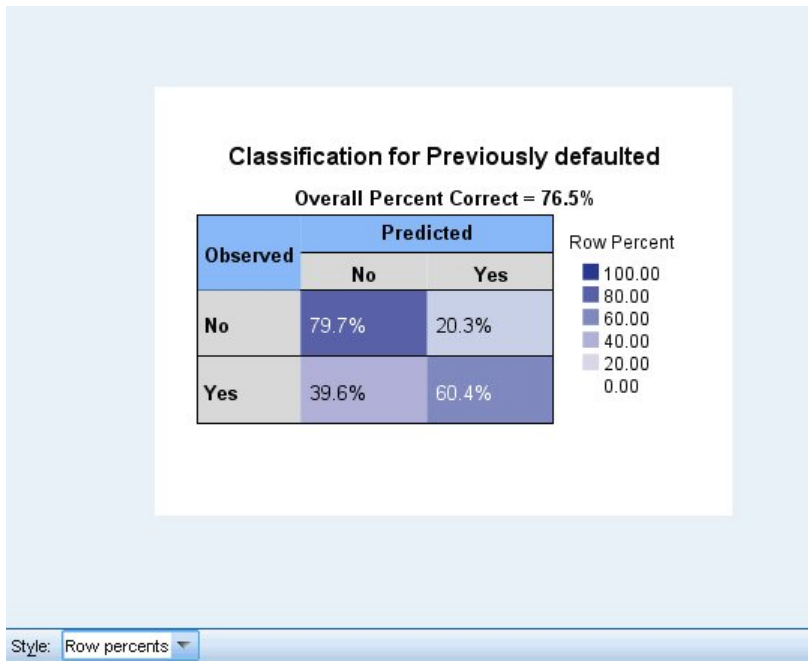 Classification for Previously defaulted
Overall Percent Correct = 76.5%
Observed
Predicted
No Yes
No 79.7% 20.3%
Yes 39.6% 60.4%
Row Percent
100.00
80.00
60.00
40.00
20.00
0.00
Style: Row percents